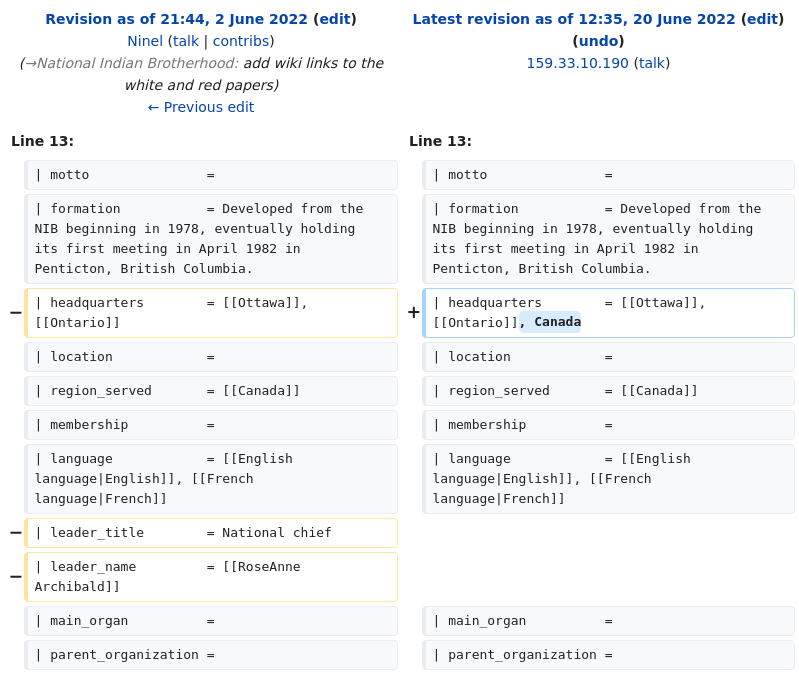 Revision as of 21:44, 2 June 2022 (edit)
Ninel (talk | contribs)
(→National Indian Brotherhood: add wiki links to the
white and red papers)
← Previous edit
Latest revision as of 12:35, 20 June 2022 (edit)
(undo)
159.33.10.190 (talk)
Line 13:
Line 13:
| motto =
| motto =
| formation = Developed from the
NIB beginning in 1978, eventually holding
its first meeting in April 1982 in
Penticton, British Columbia.
| formation = Developed from the
NIB beginning in 1978, eventually holding
its first meeting in April 1982 in
Penticton, British Columbia.
− | headquarters = [[Ottawa]],
[[Ontario]]
+ | headquarters = [[Ottawa]],
[[Ontario]], Canada
| location =
| location =
| region_served = [[Canada]]
| region_served = [[Canada]]
| membership =
| membership =
| language = [[English
language|English]], [[French
language|French]]
| language = [[English
language|English]], [[French
language|French]]
− | leader_title = National chief
− | leader_name = [[RoseAnne
Archibald]]
| main_organ =
| main_organ =
| parent_organization =
| parent_organization =